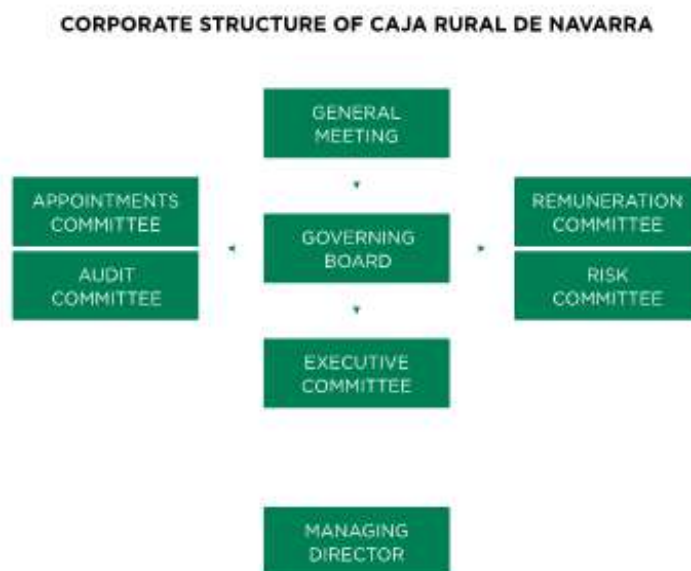 CORPORATE STRUCTURE OF CAJA RURAL DE NAVARRA
GENERAL
MEETING
APPOINTMENTS
COMMITTEE
AUDIT
COMMITTEE
GOVERNING
BOARD
REMUNERATION
COMMITTEE
RISK
COMMITTEE
EXECUTIVE
COMMITTEE
MANAGING
DIRECTOR